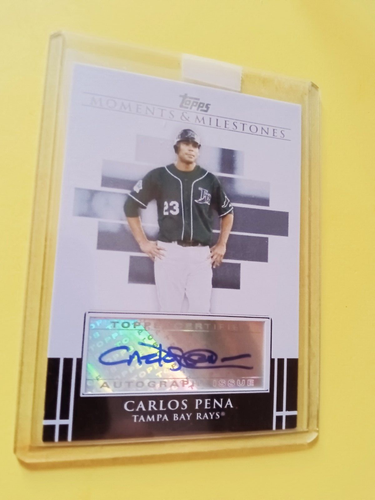 Topps
MOMENTS & MILESTONES
23
TOPPS CERTIFIED
AUTOGRAPH ISSUE
CARLOS PENA
TAMPA BAY RAYS®